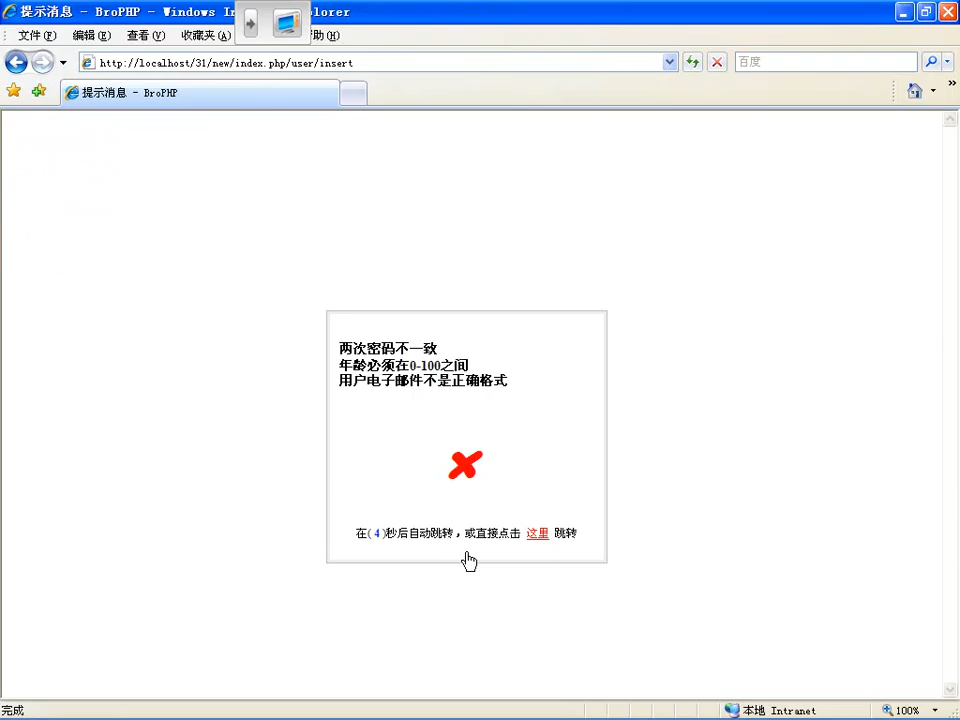 提示消息 - BroPHP - Windows In
lorer
文件(F) 编辑(E) 查看(V) 收藏夹(A) 助(H)
http://localhost/31/new/index.php/user/insert
百度
提示消息 - BroPHP
两次密码不一致
年龄必须在0-100之间
用户电子邮件不是正确格式
在(4)秒后自动跳转,或直接点击 这里 跳转
完成
本地 Intranet
100%